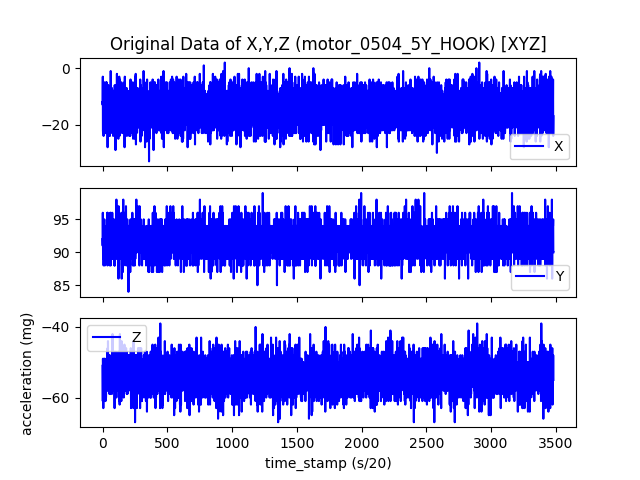 Original Data of X,Y,Z (motor_0504_5Y_HOOK) [XYZ]
0
−20
X
95
90
85
Y
−40
−60
Z
acceleration (mg)
0 500 1000 1500 2000 2500 3000 3500
time_stamp (s/20)